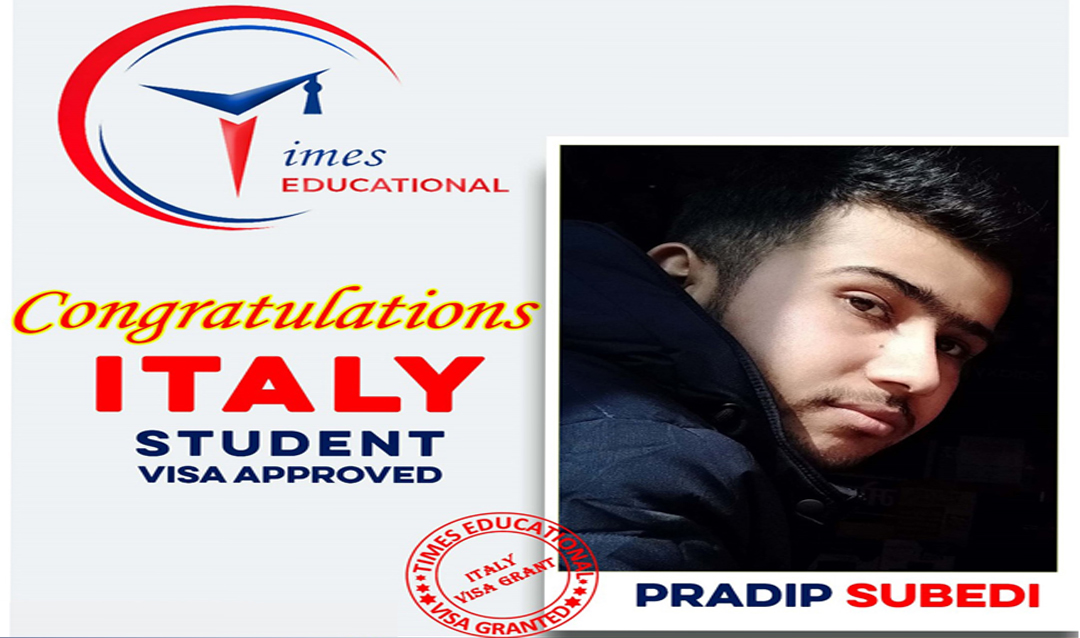 imes
EDUCATIONAL
Congratulations
ITALY
STUDENT
VISA APPROVED
TIMES EDUCATIONAL
ITALY
VISA GRANT
VISA GRANTED
PRADIP SUBEDI